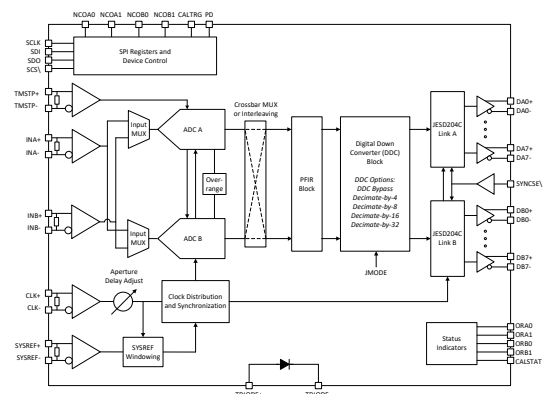 NCOA0 NCOA1 NCOB0 NCOB1 CALTRG PD
SCLK
SDI
SDO
SCS\
SPI Registers and
Device Control
TMSTP+
TMSTP-
INA+
INA-
Input
MUX
ADC A
Crossbar MUX
or Interleaving
Over-
range
INB+
INB-
Input
MUX
ADC B
PFIR
Block
Digital Down
Converter (DDC)
Block
DDC Options:
DDC Bypass
Decimate-by-4
Decimate-by-8
Decimate-by-16
Decimate-by-32
JMODE
JESD204C
Link A
DA0+
DA0-
DA7+
DA7-
SYNCSE\
JESD204C
Link B
DB0+
DB0-
DB7+
DB7-
Aperture
Delay Adjust
CLK+
CLK-
Clock Distribution
and Synchronization
SYSREF+
SYSREF-
SYSREF
Windowing
Status
Indicators
ORA0
ORA1
ORB0
ORB1
CALSTAT